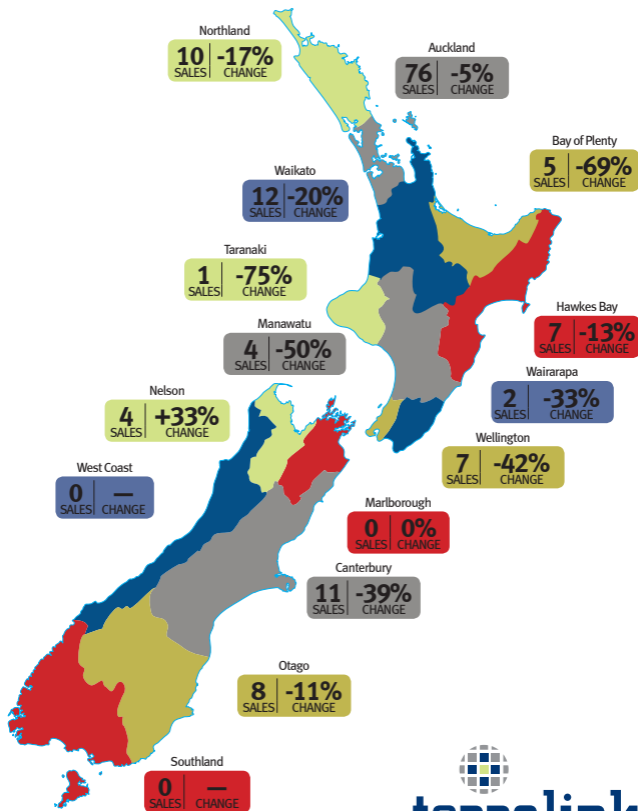 Northland
10 -17%
SALES CHANGE
Auckland
76 -5%
SALES CHANGE
Bay of Plenty
5 -69%
SALES CHANGE
Waikato
12 -20%
SALES CHANGE
Taranaki
1 -75%
SALES CHANGE
Hawkes Bay
7 -13%
SALES CHANGE
Manawatu
4 -50%
SALES CHANGE
Wairarapa
2 -33%
SALES CHANGE
Nelson
4 +33%
SALES CHANGE
Wellington
7 -42%
SALES CHANGE
West Coast
0 —
SALES CHANGE
Marlborough
0 0%
SALES CHANGE
Canterbury
11 -39%
SALES CHANGE
Otago
8 -11%
SALES CHANGE
Southland
0 —
SALES CHANGE